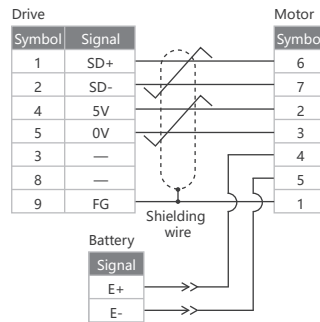 Drive Motor
Symbol Signal Symbo
1 SD+ 6
2 SD- 7
4 5V 2
5 0V 3
3 — 4
8 — 5
9 FG 1
Shielding
wire
Battery
Signal
E+
E-